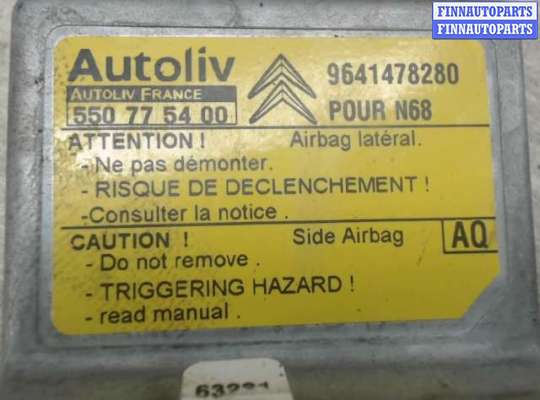 FINNAUTOPARTS
FINNAUTOPARTS
Autoliv
9641478280
AUTOLIV FRANCE
550 77 54 00
POUR N68
ATTENTION !
Airbag latéral.
- Ne pas démonter.
- RISQUE DE DECLENCHEMENT !
-Consulter la notice .
CAUTION !
Side Airbag
AQ
- Do not remove .
- TRIGGERING HAZARD !
- read manual .